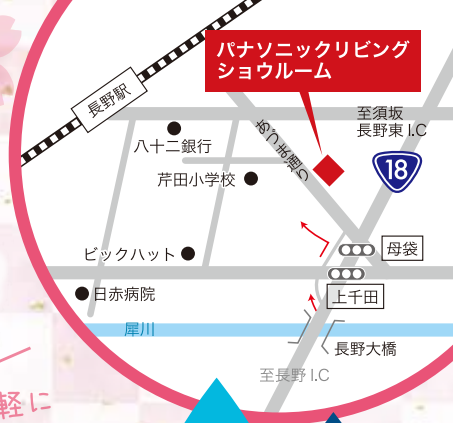 パナソニックリビング
ショウルーム
長野駅
至須坂
長野東I.C
八十二銀行
あづま通り
18
芹田小学校
ビックハット
母袋
日赤病院
上千田
犀川
長野大橋
至長野I.C
軽に